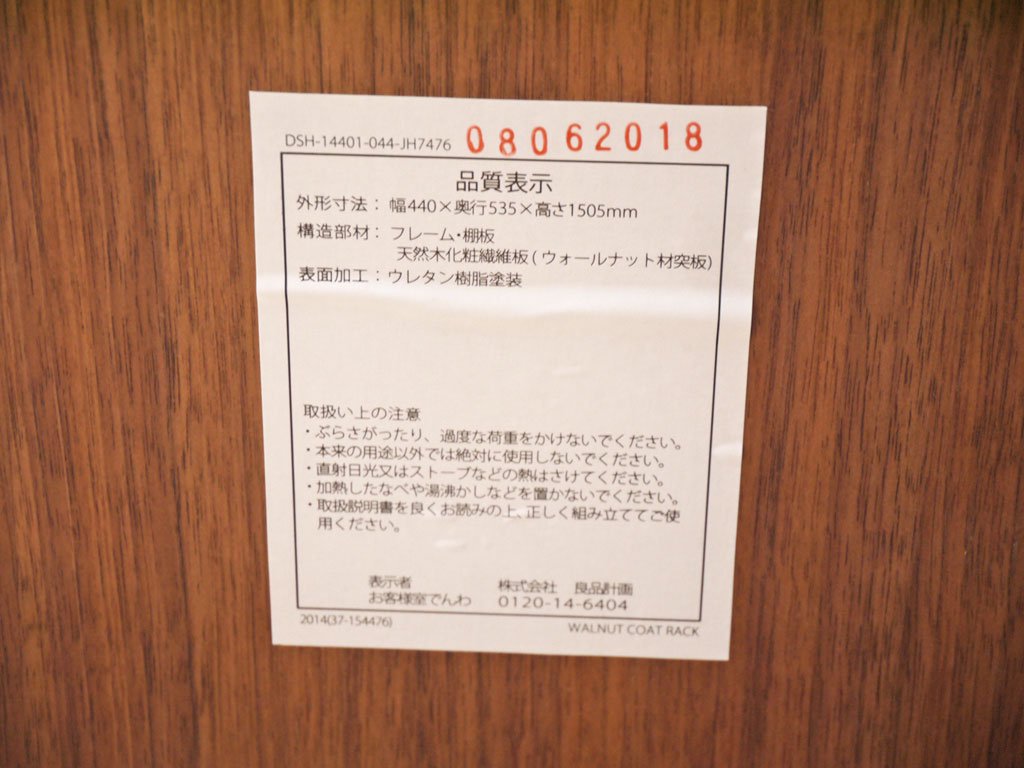 DSH-14401-044-JH7476 08062018
品質表示
外形寸法：幅440×奥行535×高さ1505mm
構造部材：フレーム・棚板
天然木化粧繊維板(ウォールナット材突板)
表面加工：ウレタン樹脂塗装
取扱い上の注意
・ぶらさがったり、過度な荷重をかけないでください。
・本来の用途以外では絶対に使用しないでください。
・直射日光又はストーブなどの熱はさけてください。
・加熱したなべや湯沸かしなどを置かないでください。
・取扱説明書を良くお読みの上、正しく組み立ててご使
用ください。
表示者 株式会社 良品計画
お客様室でんわ 0120-14-6404
2014(37-154476) WALNUT COAT RACK